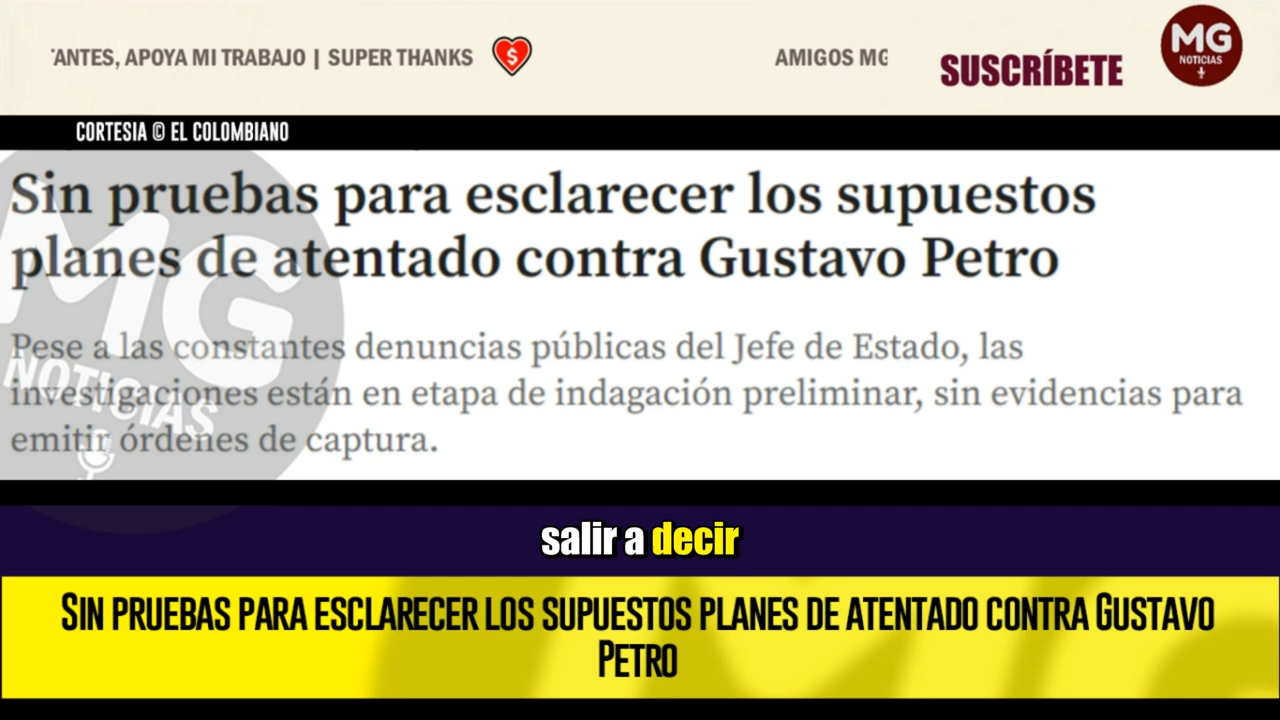 'ANTES, APOYA MI TRABAJO | SUPER THANKS
AMIGOS MG
SUSCRÍBETE
MG
NOTICIAS
CORTESIA © EL COLOMBIANO
Sin pruebas para esclarecer los supuestos
planes de atentado contra Gustavo Petro
Pese a las constantes denuncias públicas del Jefe de Estado, las
investigaciones están en etapa de indagación preliminar, sin evidencias para
emitir órdenes de captura.
MG
NOTICIAS
salir a decir
SIN PRUEBAS PARA ESCLARECER LOS SUPUESTOS PLANES DE ATENTADO CONTRA GUSTAVO
PETRO